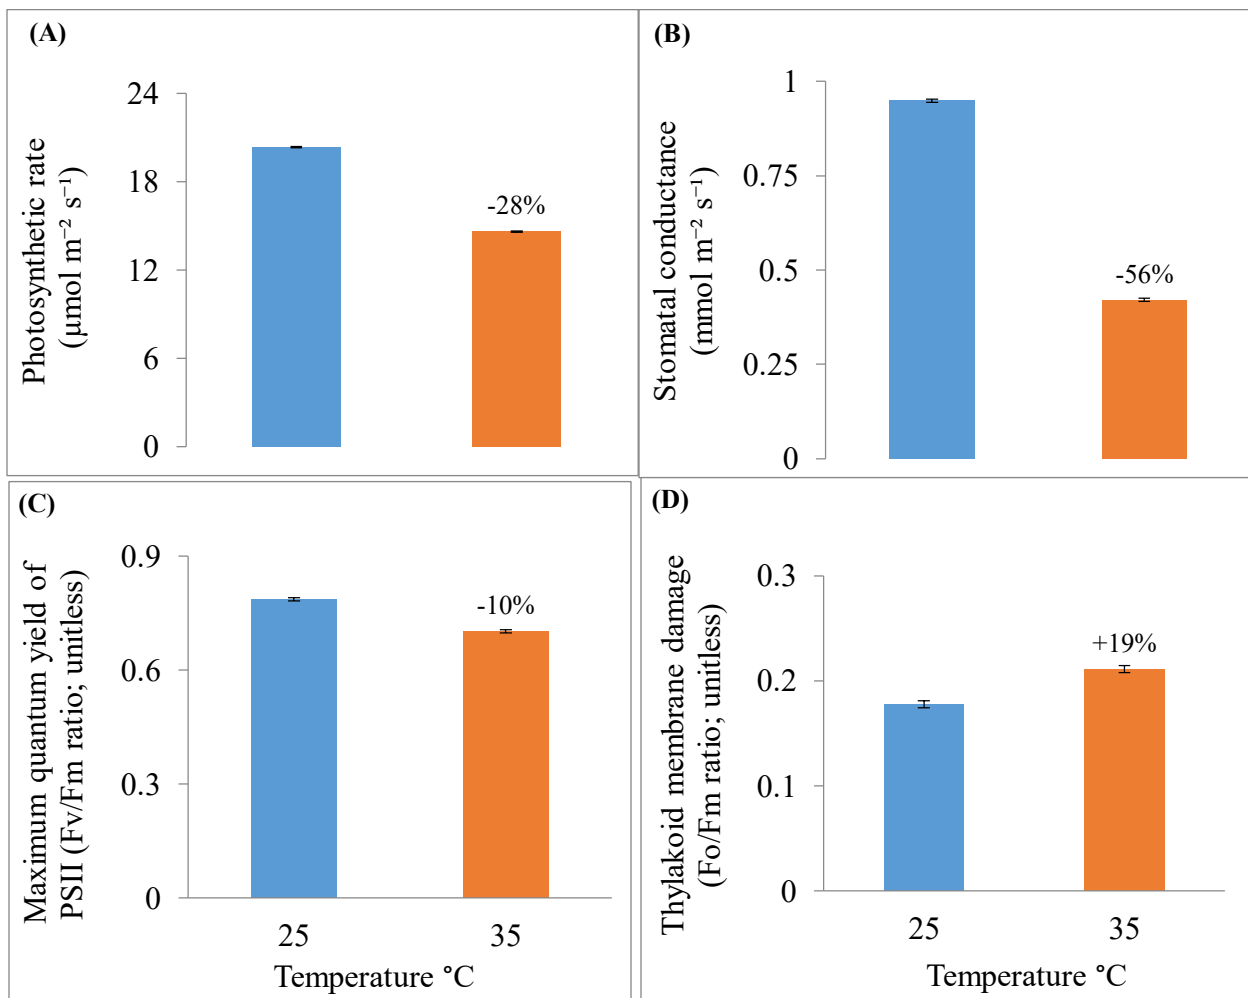 (A)
Photosynthetic rate
(µmol m⁻² s⁻¹)
24
18
12
6
0
-28%
(B)
Stomatal conductance
(mmol m⁻² s⁻¹)
1
0.75
0.5
0.25
0
-56%
(C)
Maximum quantum yield of
PSII (Fv/Fm ratio; unitless)
0.9
0.6
0.3
0
-10%
25
35
Temperature °C
(D)
Thylakoid membrane damage
(Fo/Fm ratio; unitless)
0.3
0.2
0.1
0
+19%
25
35
Temperature °C